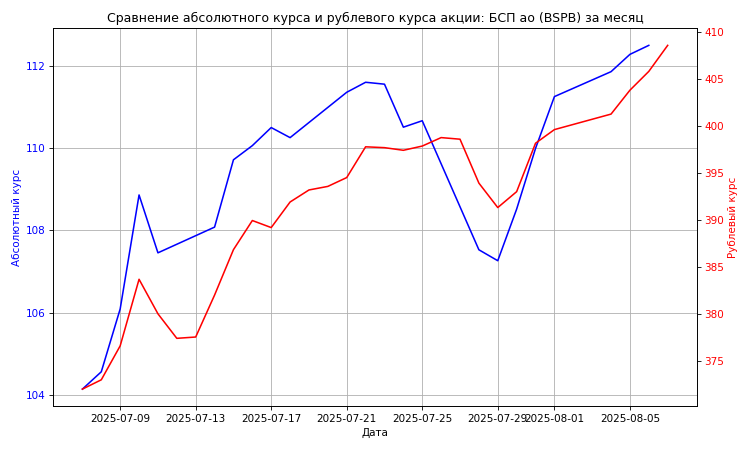 Сравнение абсолютного курса и рублевого курса акции: БСП ао (BSPB) за месяц
410
112
405
400
110
395
Абсолютный курс
Рублевый курс
390
108
385
380
106
375
104
2025-07-09 2025-07-13 2025-07-17 2025-07-21 2025-07-25 2025-07-29 2025-08-01 2025-08-05
Дата